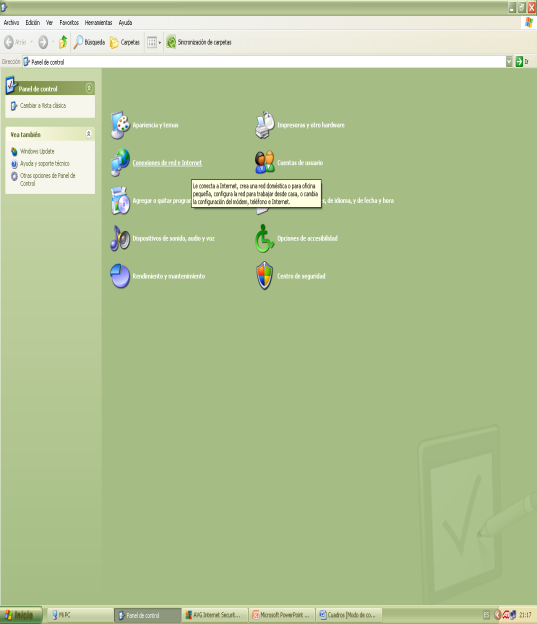 Archivo Edición Ver Favoritos Herramientas Ayuda
Atrás Búsqueda Carpetas Sincronización de carpetas
Dirección Panel de control Ir
Panel de control
Cambiar a Vista clásica
Vea también
Windows Update
Ayuda y soporte técnico
Otras opciones de Panel de
Control
Apariencia y temas
Impresoras y otro hardware
Conexiones de red e Internet
Cuentas de usuario
Le conecta a Internet, crea una red doméstica o para oficina
pequeña, configura la red para trabajar desde casa, o cambia
la configuración del módem, teléfono e Internet.
Agregar o quitar program
, de idioma, y de fecha y hora
Dispositivos de sonido, audio y voz
Opciones de accesibilidad
Rendimiento y mantenimiento
Centro de seguridad
Inicio
Mi PC
Panel de control
AVG Internet Securit...
Microsoft PowerPoint ...
Cuadros [Modo de co...
ES
21:17